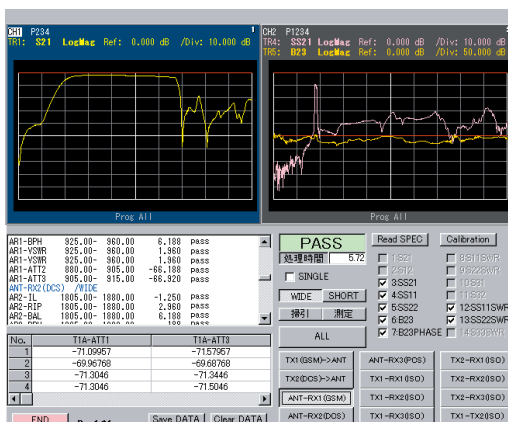 CH1 P234
TR1: S21 LogMag Ref: 0.000 dB /Div: 10.000 dB
Prog All
CH2 P1234
TR4: SS21 LogMag Ref: 0.000 dB /Div: 10.000 dB
TR5: B23 LogMag Ref: 0.000 dB /Div: 50.000 dB
Prog All
AR1-BPH 925.00- 960.00 6.188 pass
AR1-VSWR 925.00- 960.00 1.960 pass
AR1-VSWR 925.00- 960.00 1.960 pass
AR1-ATT2 880.00- 905.00 -66.188 pass
AR1-ATT3 905.00- 915.00 -66.920 pass
ANT-RX2(DCS) /WIDE
AR2-IL 1805.00- 1880.00 -1.250 pass
AR2-RIP 1805.00- 1880.00 2.960 pass
AR2-BAL 1805.00- 1880.00 6.188 pass
No. T1A-ATT1 T1A-ATT3
1 -71.09957 -71.57957
2 -69.96768 -69.68768
3 -71.3046 -71.3446
4 -71.3046 -71.5046
END
Save DATA
Clear DATA
PASS
処理時間 5.72
SINGLE
WIDE SHORT
掃引 測定
ALL
Read SPEC
Calibration
1:S21
2:S12
3:SS21
4:SS11
5:SS22
6:B23
7:B23PHASE
8:S11SWR
9:S22SWR
12:SS11SWR
13:SS22SWR
TX1(GSM)->ANT ANT-RX3(PCS) TX2-RX1(ISO)
TX2(DCS)->ANT TX1-RX1(ISO) TX2-RX2(ISO)
ANT-RX1(GSM) TX1-RX2(ISO) TX2-RX3(ISO)
ANT-RX2(DCS) TX1-RX3(ISO) TX1-TX2(ISO)